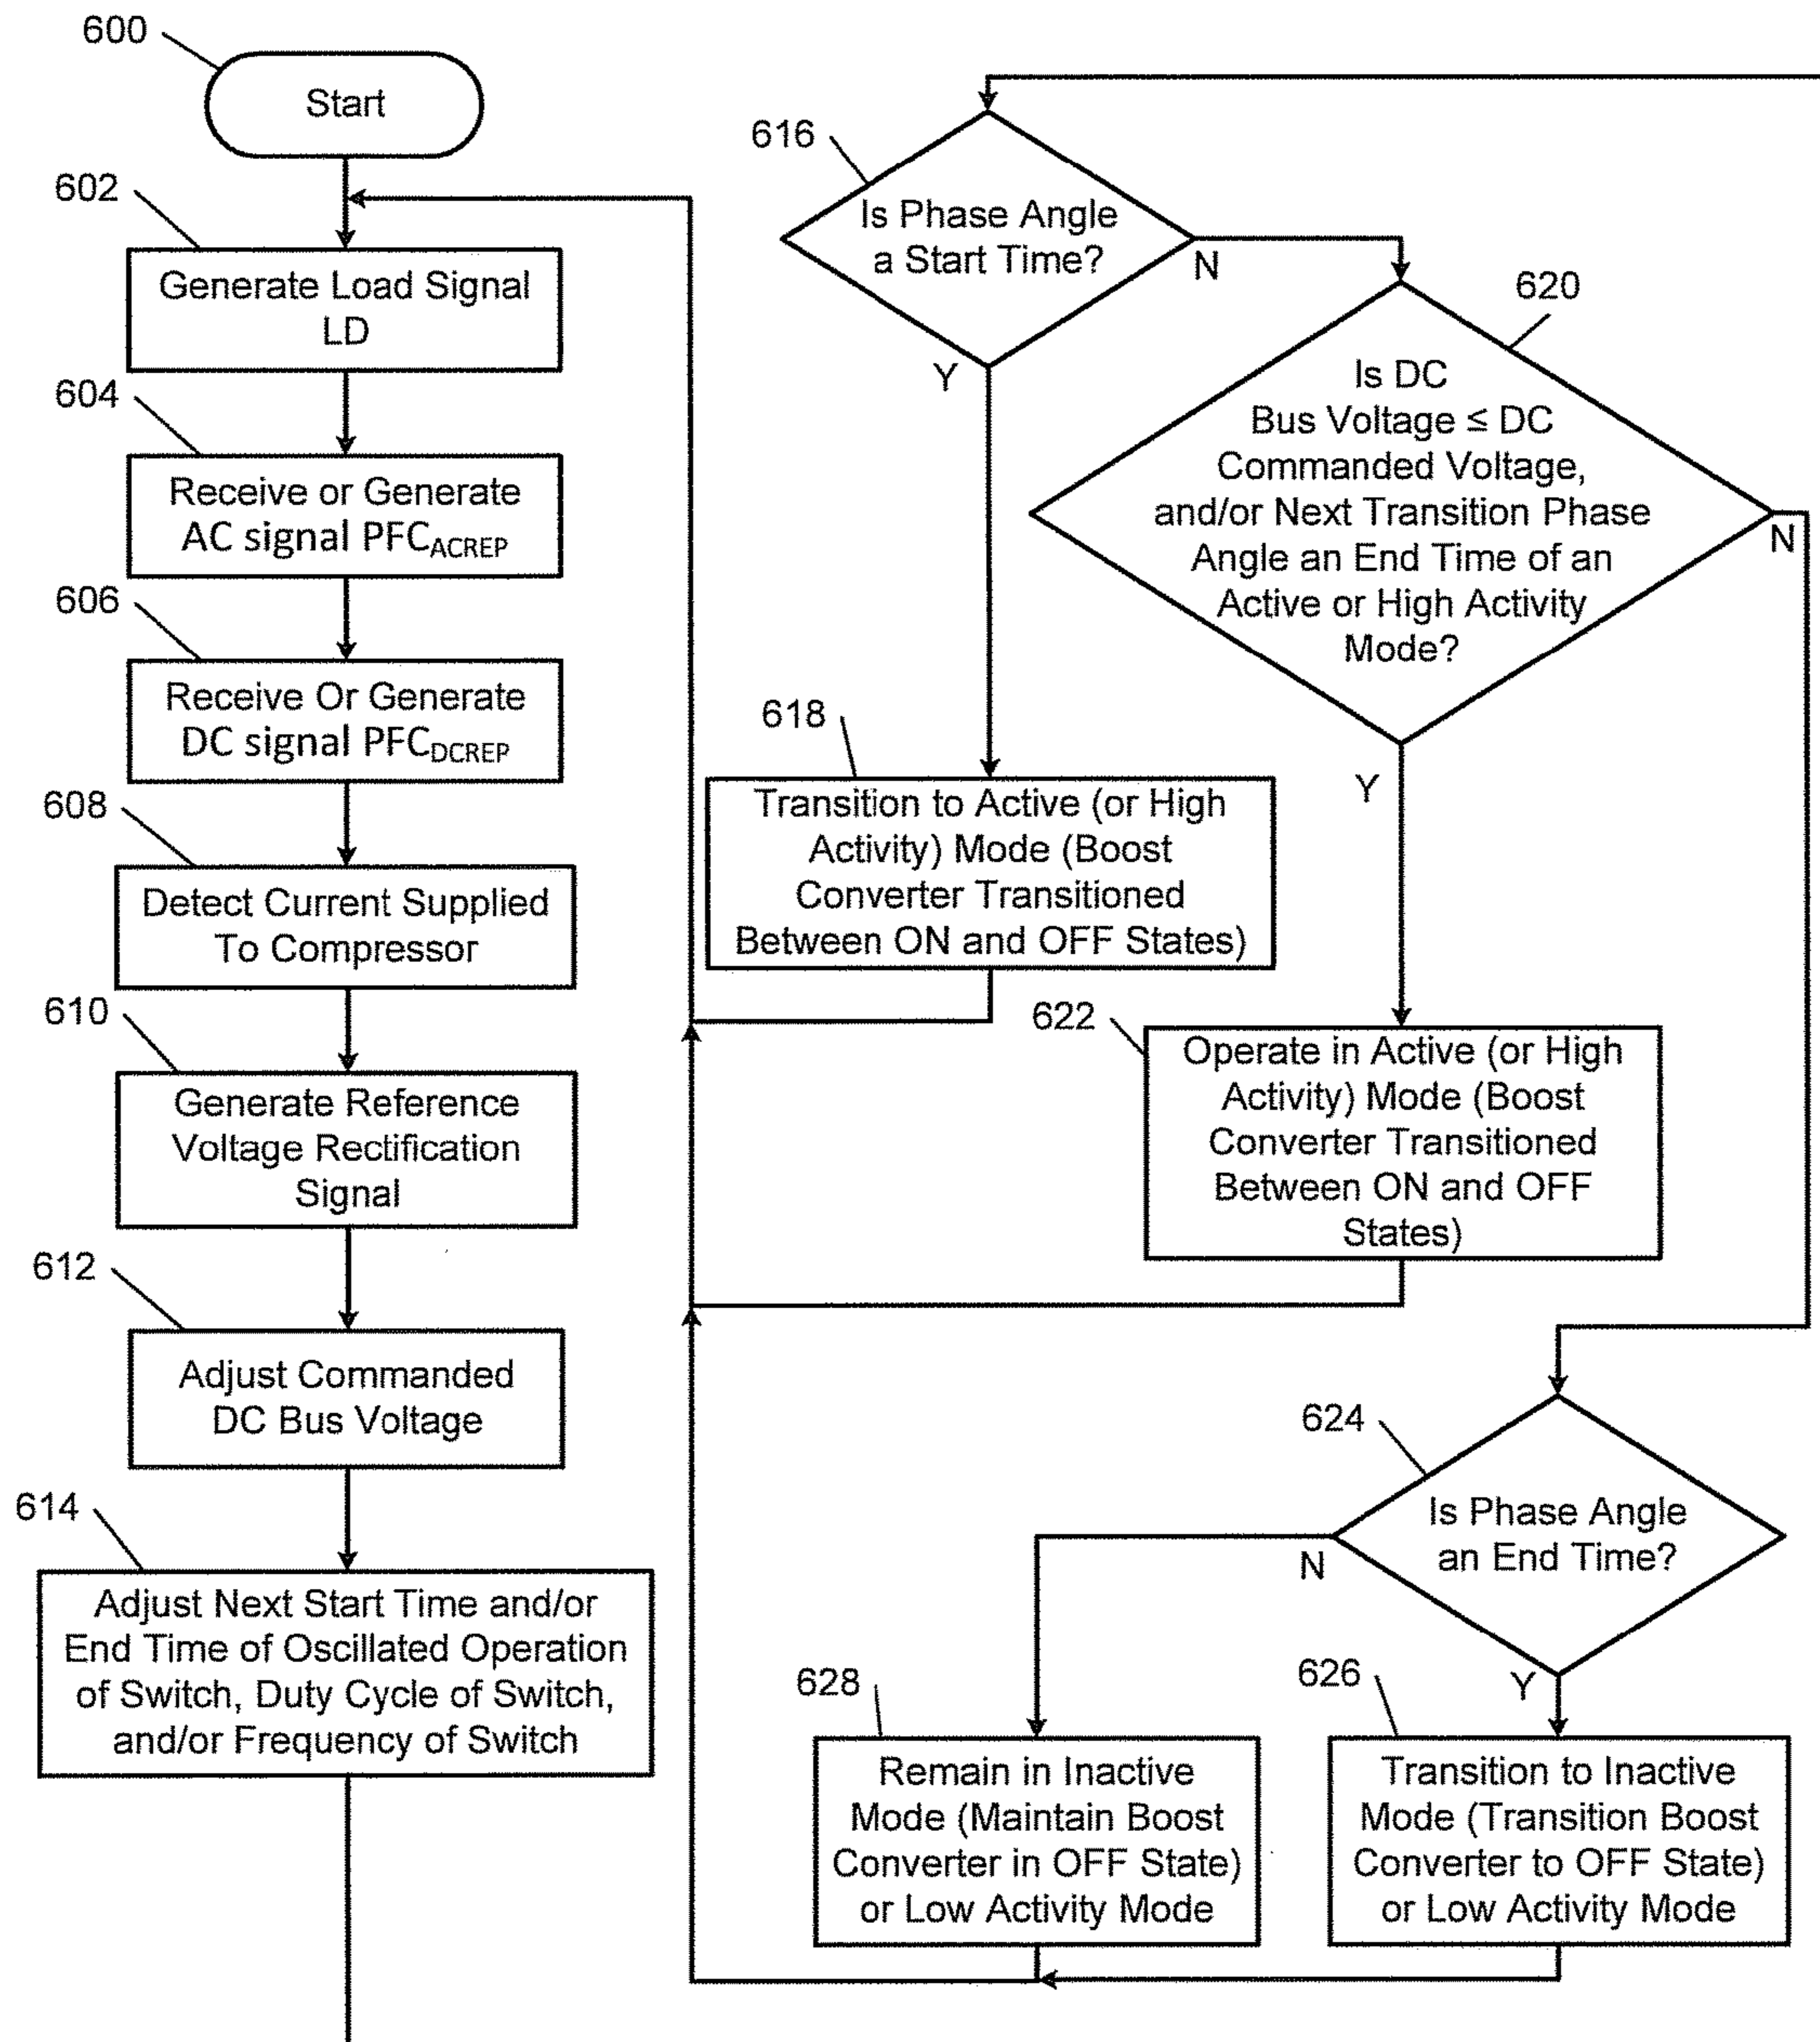 600
Start
602
Generate Load Signal
LD
604
Receive or Generate
AC signal PFC_ACREP
606
Receive Or Generate
DC signal PFC_DCREP
608
Detect Current Supplied
To Compressor
610
Generate Reference
Voltage Rectification
Signal
612
Adjust Commanded
DC Bus Voltage
614
Adjust Next Start Time and/or
End Time of Oscillated Operation
of Switch, Duty Cycle of Switch,
and/or Frequency of Switch
616
Is Phase Angle
a Start Time?
N
Y
620
Is DC
Bus Voltage ≤ DC
Commanded Voltage,
and/or Next Transition Phase
Angle an End Time of an
Active or High Activity
Mode?
N
Y
618
Transition to Active (or High
Activity) Mode (Boost
Converter Transitioned
Between ON and OFF States)
622
Operate in Active (or High
Activity) Mode (Boost
Converter Transitioned
Between ON and OFF
States)
624
Is Phase Angle
an End Time?
N
Y
628
Remain in Inactive
Mode (Maintain Boost
Converter in OFF State)
or Low Activity Mode
626
Transition to Inactive
Mode (Transition Boost
Converter to OFF State)
or Low Activity Mode